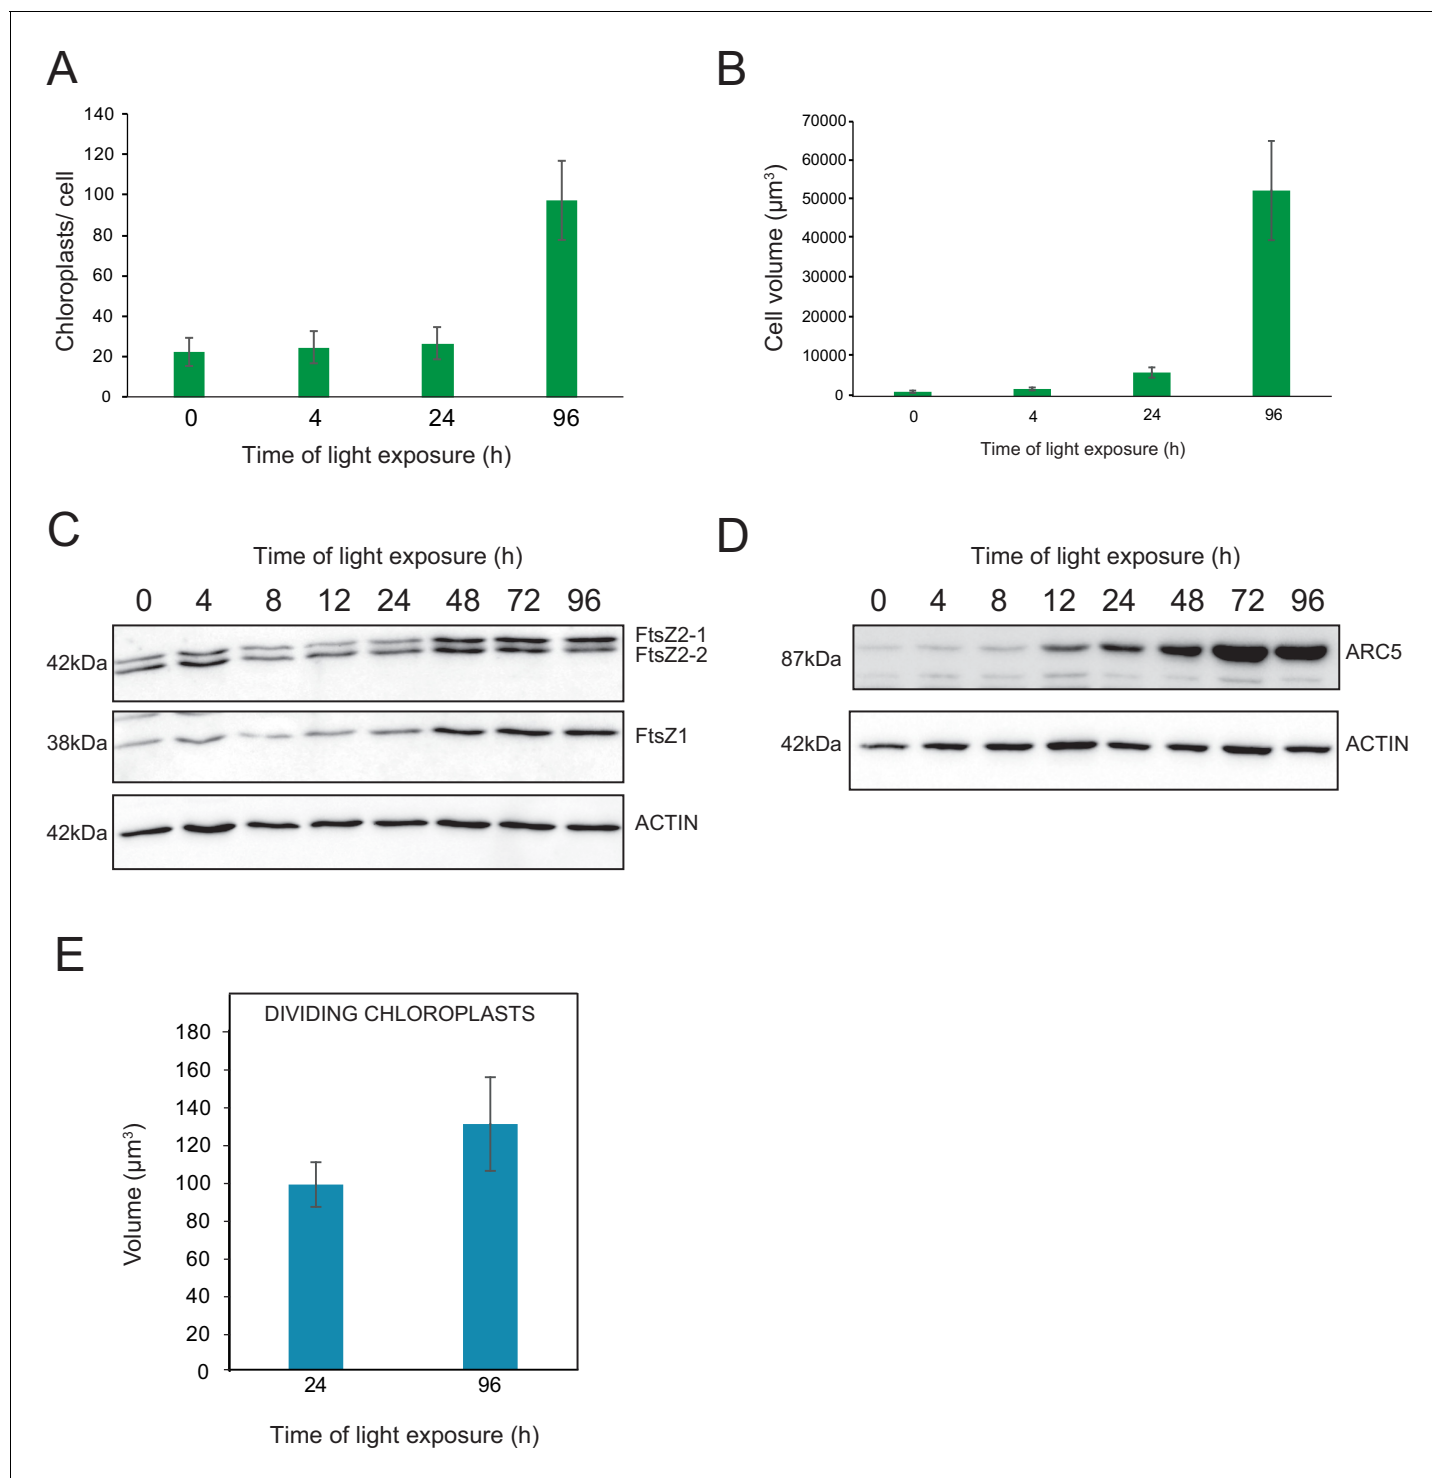 A
140
120
100
80
60
40
20
0
Chloroplasts/ cell
0 4 24 96
Time of light exposure (h)
B
70000
60000
50000
40000
30000
20000
10000
0
Cell volume (µm³)
0 4 24 96
Time of light exposure (h)
C
Time of light exposure (h)
0 4 8 12 24 48 72 96
42kDa
FtsZ2-1
FtsZ2-2
38kDa
FtsZ1
42kDa
ACTIN
D
Time of light exposure (h)
0 4 8 12 24 48 72 96
87kDa
ARC5
42kDa
ACTIN
E
DIVIDING CHLOROPLASTS
180
160
140
120
100
80
60
40
20
0
Volume (µm³)
24 96
Time of light exposure (h)